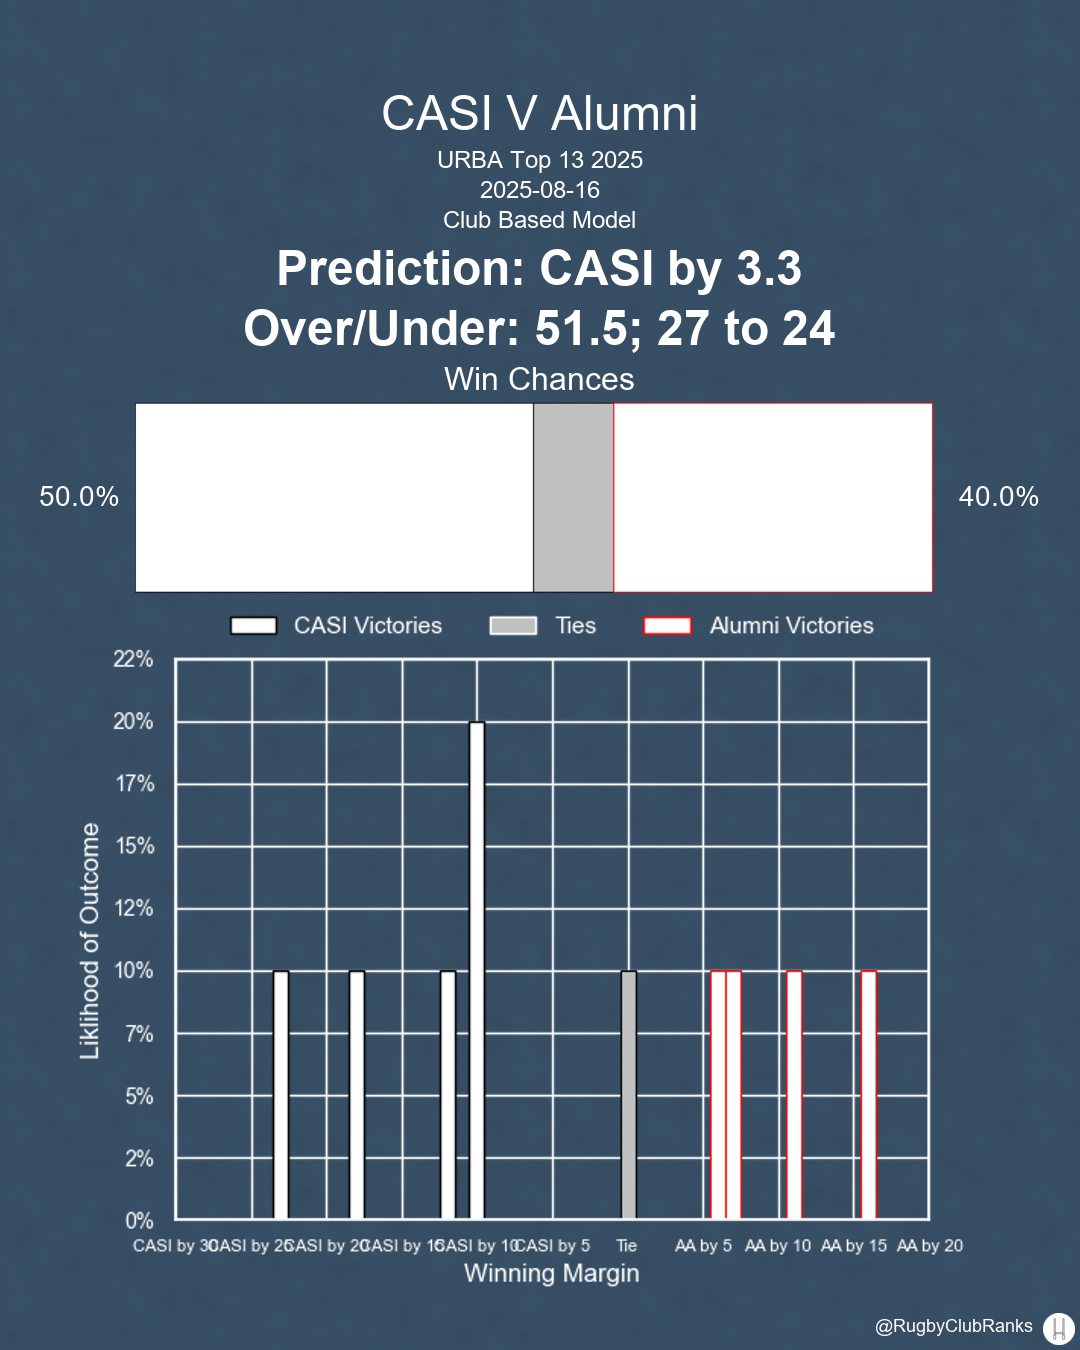 CASI V Alumni
URBA Top 13 2025
2025-08-16
Club Based Model
Prediction: CASI by 3.3
Over/Under: 51.5; 27 to 24
Win Chances
50.0%
40.0%
CASI Victories
Ties
Alumni Victories
22%
20%
17%
15%
12%
10%
7%
5%
2%
0%
Liklihood of Outcome
CASI by 30
CASI by 25
CASI by 20
CASI by 15
CASI by 10
CASI by 5
Tie
AA by 5
AA by 10
AA by 15
AA by 20
Winning Margin
@RugbyClubRanks